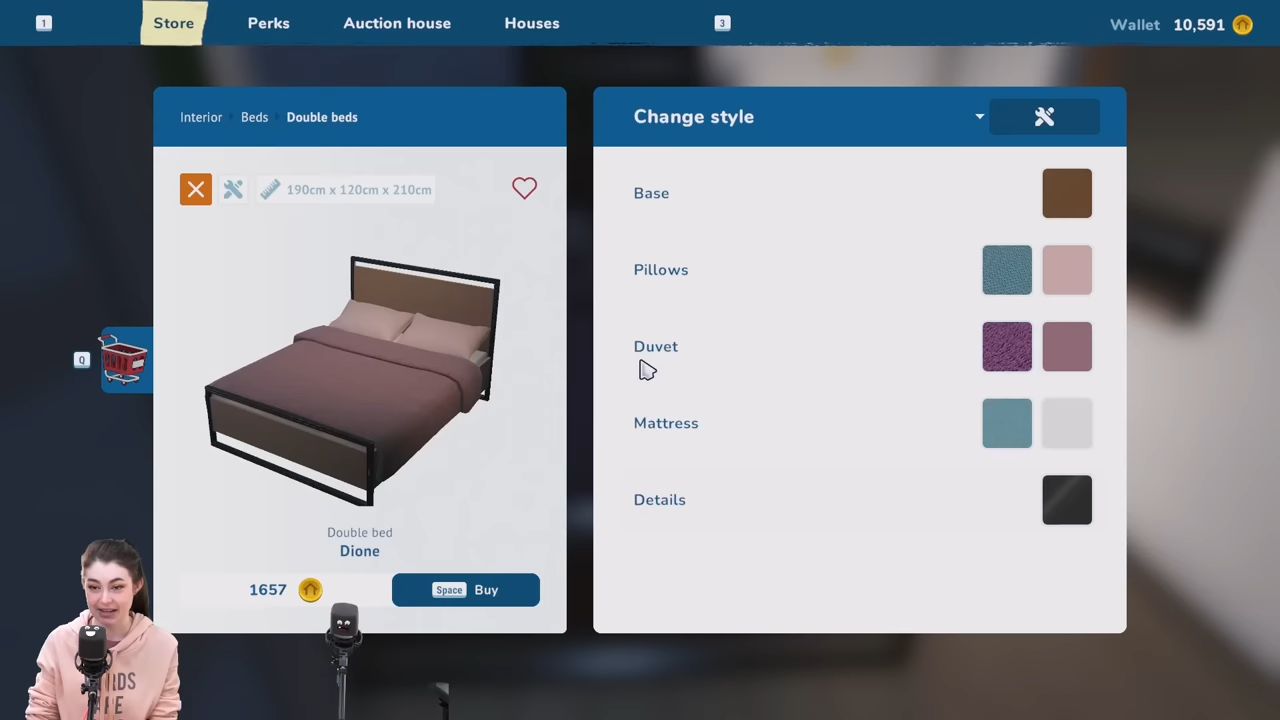 1
Store
Perks
Auction house
Houses
3
Wallet 10,591
Interior Beds Double beds
190cm x 120cm x 210cm
Q
Double bed
Dione
1657
Space Buy
Change style
Base
Pillows
Duvet
Mattress
Details
ARE